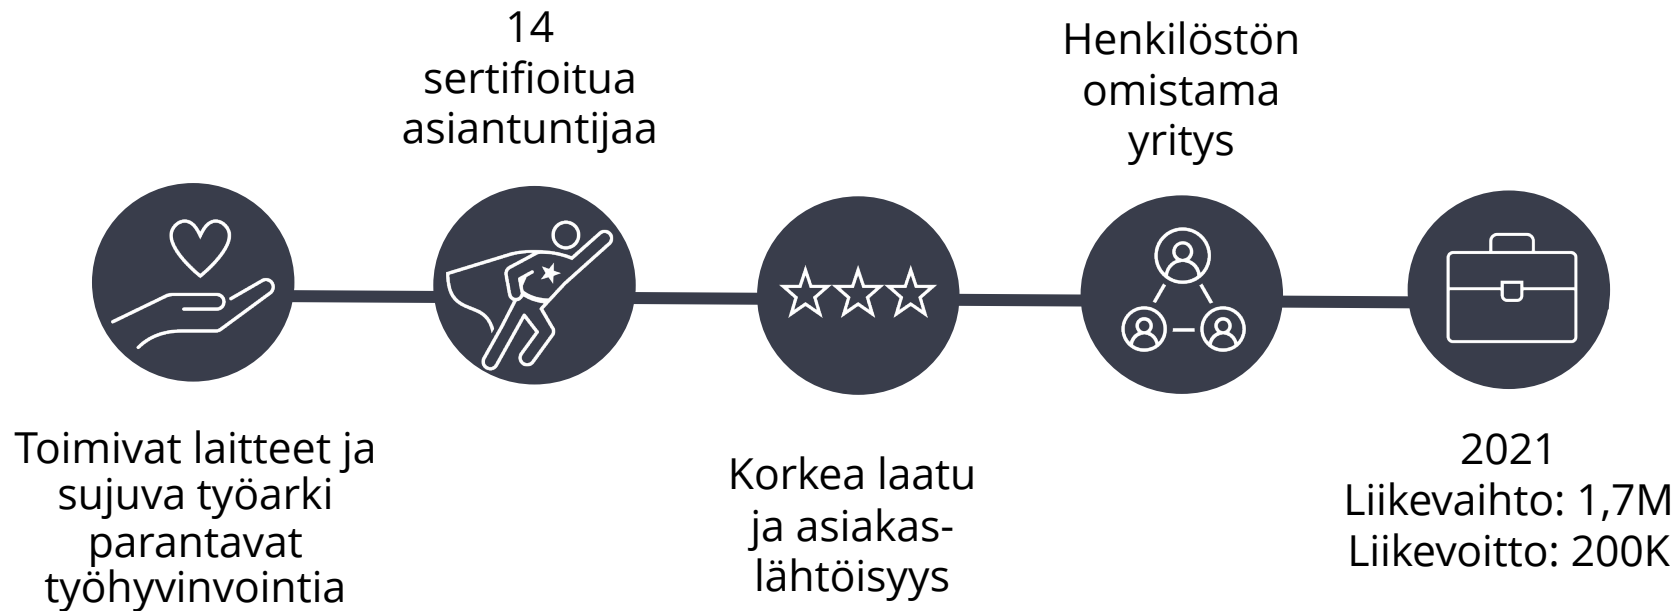 14
sertifioitua
asiantuntijaa
Henkilöstön
omistama
yritys
Toimivat laitteet ja
sujuva työarki
parantavat
työhyvinvointia
Korkea laatu
ja asiakas-
lähtöisyys
2021
Liikevaihto: 1,7M
Liikevoitto: 200K